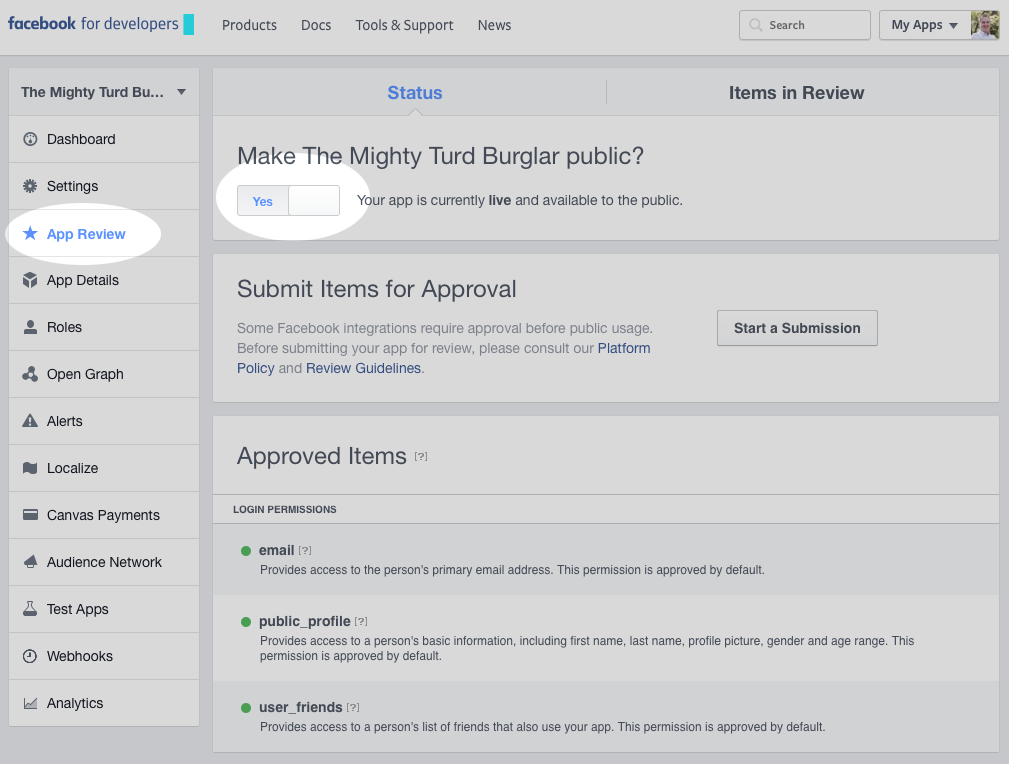 facebook for developers
Products
Docs
Tools & Support
News
Search
My Apps
The Mighty Turd Bu...
Dashboard
Settings
App Review
App Details
Roles
Open Graph
Alerts
Localize
Canvas Payments
Audience Network
Test Apps
Webhooks
Analytics
Status
Items in Review
Make The Mighty Turd Burglar public?
Yes
Your app is currently live and available to the public.
Submit Items for Approval
Some Facebook integrations require approval before public usage.
Before submitting your app for review, please consult our Platform
Policy and Review Guidelines.
Start a Submission
Approved Items [?]
LOGIN PERMISSIONS
email [?]
Provides access to the person's primary email address. This permission is approved by default.
public_profile [?]
Provides access to a person's basic information, including first name, last name, profile picture, gender and age range. This
permission is approved by default.
user_friends [?]
Provides access to a person's list of friends that also use your app. This permission is approved by default.